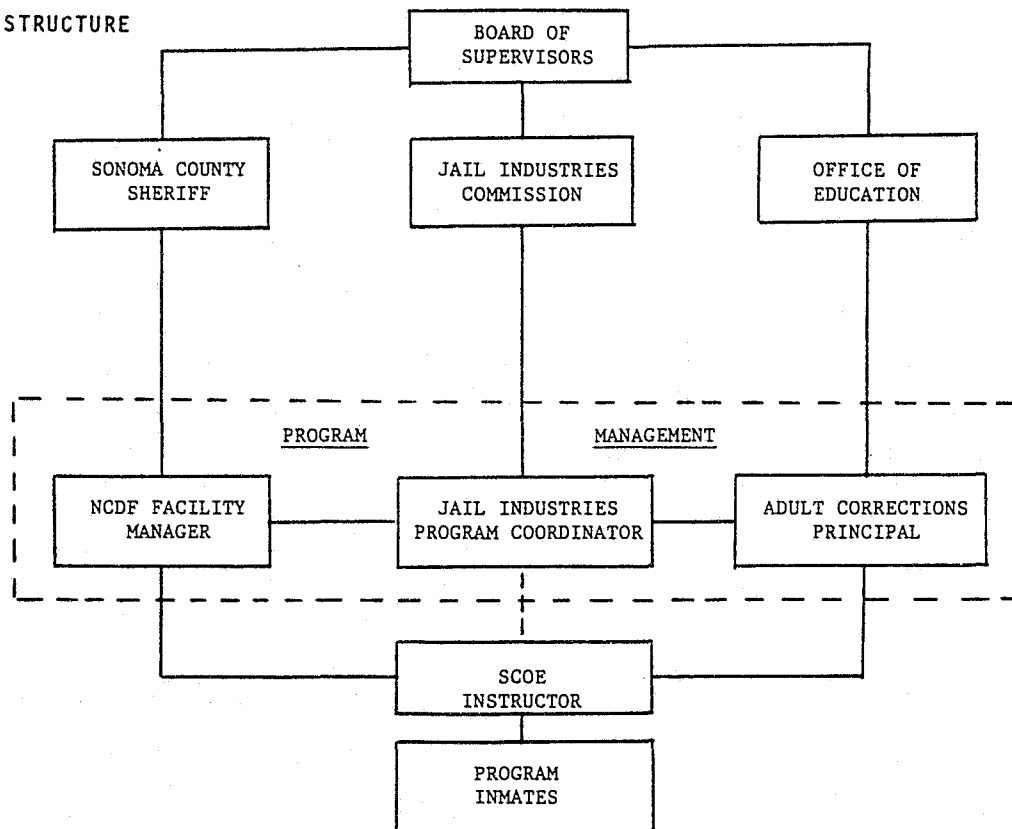 STRUCTURE
BOARD OF
SUPERVISORS
SONOMA COUNTY
SHERIFF
JAIL INDUSTRIES
COMMISSION
OFFICE OF
EDUCATION
PROGRAM MANAGEMENT
NCDF FACILITY
MANAGER
JAIL INDUSTRIES
PROGRAM COORDINATOR
ADULT CORRECTIONS
PRINCIPAL
SCOE
INSTRUCTOR
PROGRAM
INMATES